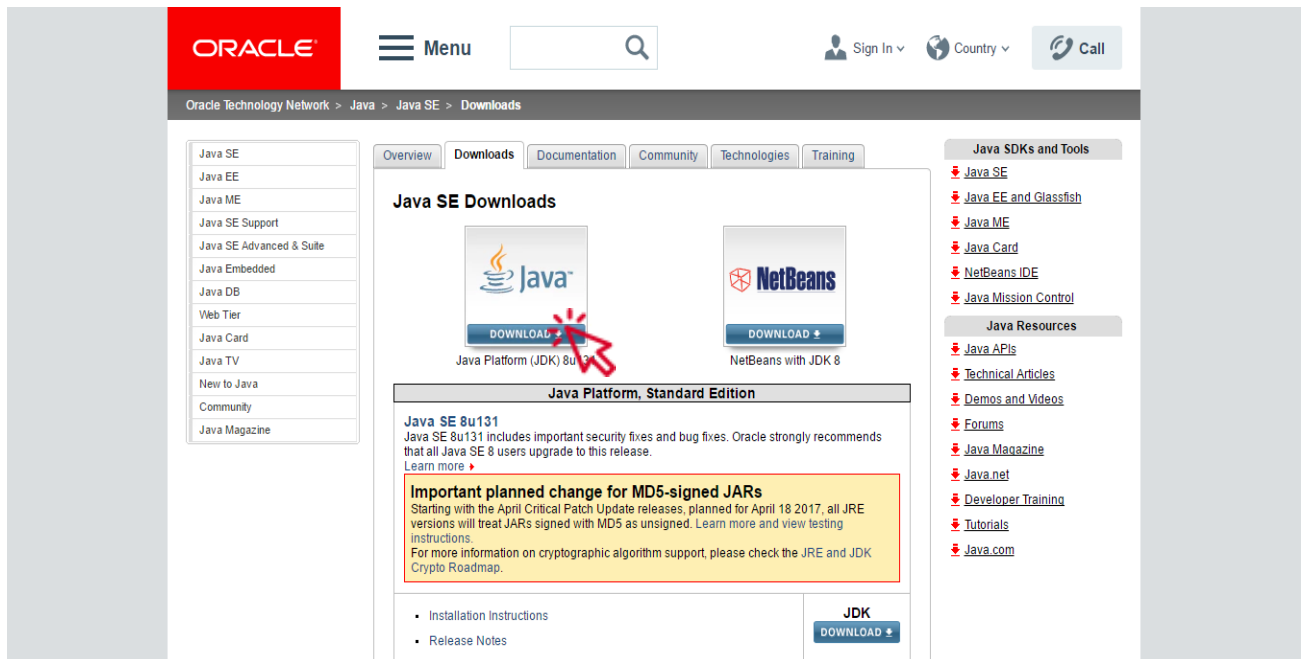 ORACLE
Menu
Sign In
Country
Call
Oracle Technology Network > Java > Java SE > Downloads
Java SE
Java EE
Java ME
Java SE Support
Java SE Advanced & Suite
Java Embedded
Java DB
Web Tier
Java Card
Java TV
New to Java
Community
Java Magazine
Overview
Downloads
Documentation
Community
Technologies
Training
Java SE Downloads
Java
DOWNLOAD
Java Platform (JDK) 8u131
NetBeans
DOWNLOAD
NetBeans with JDK 8
Java Platform, Standard Edition
Java SE 8u131
Java SE 8u131 includes important security fixes and bug fixes. Oracle strongly recommends
that all Java SE 8 users upgrade to this release.
Learn more
Important planned change for MD5-signed JARs
Starting with the April Critical Patch Update releases, planned for April 18 2017, all JRE
versions will treat JARs signed with MD5 as unsigned. Learn more and view testing
instructions.
For more information on cryptographic algorithm support, please check the JRE and JDK
Crypto Roadmap.
Installation Instructions
Release Notes
JDK
DOWNLOAD
Java SDKs and Tools
Java SE
Java EE and Glassfish
Java ME
Java Card
NetBeans IDE
Java Mission Control
Java Resources
Java APIs
Technical Articles
Demos and Videos
Forums
Java Magazine
Java.net
Developer Training
Tutorials
Java.com